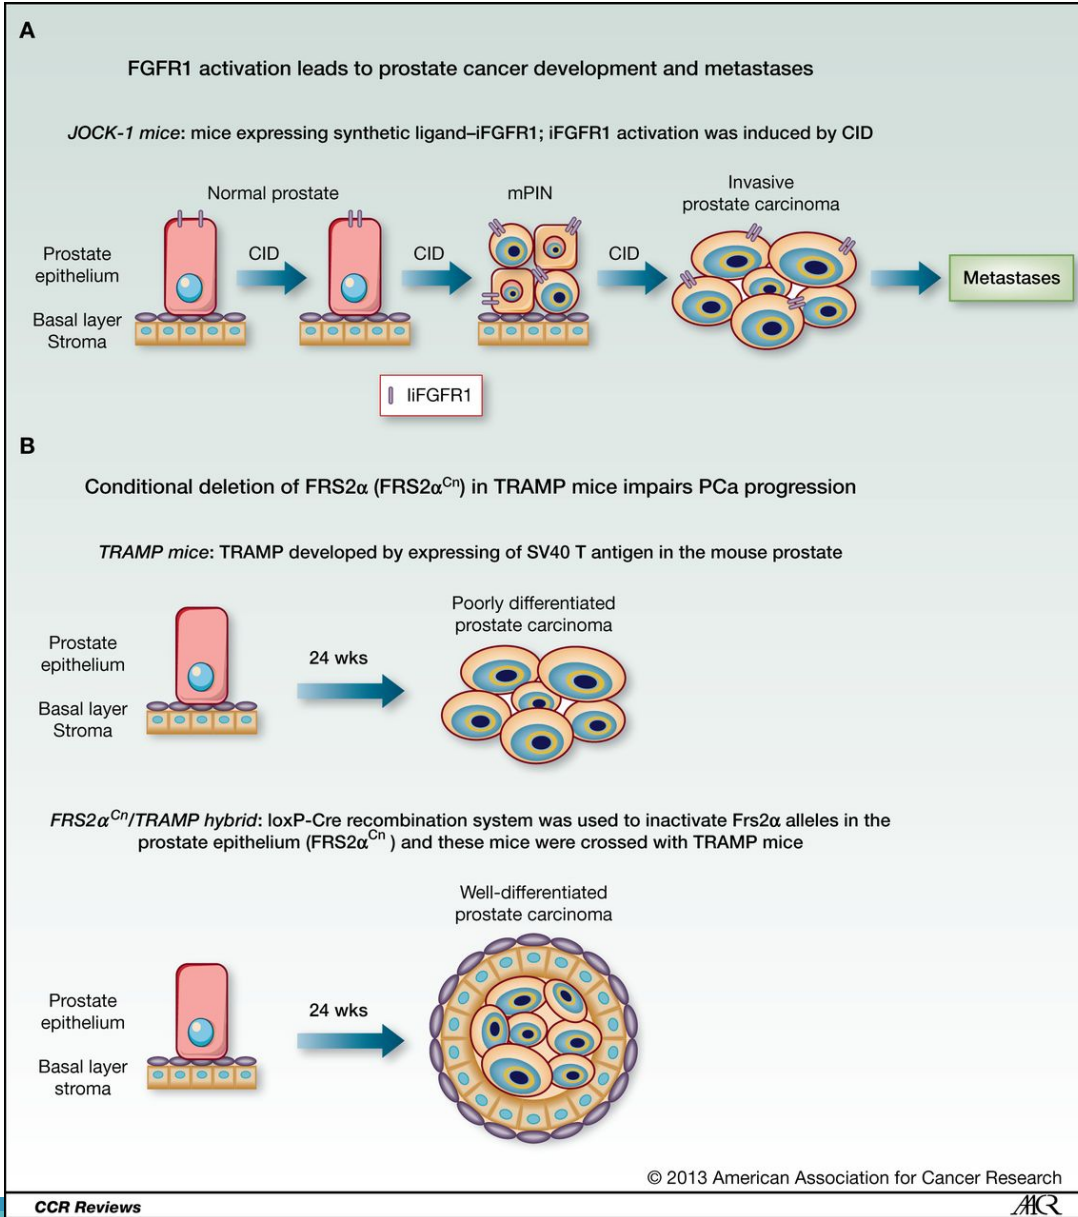 A
FGFR1 activation leads to prostate cancer development and metastases
JOCK-1 mice: mice expressing synthetic ligand–iFGFR1; iFGFR1 activation was induced by CID
Normal prostate
mPIN
Invasive
prostate carcinoma
Prostate
epithelium
CID
CID
CID
Metastases
Basal layer
Stroma
liFGFR1
B
Conditional deletion of FRS2α (FRS2α^Cn) in TRAMP mice impairs PCa progression
TRAMP mice: TRAMP developed by expressing of SV40 T antigen in the mouse prostate
Poorly differentiated
prostate carcinoma
Prostate
epithelium
24 wks
Basal layer
Stroma
FRS2α^Cn/TRAMP hybrid: loxP-Cre recombination system was used to inactivate Frs2α alleles in the
prostate epithelium (FRS2α^Cn ) and these mice were crossed with TRAMP mice
Well-differentiated
prostate carcinoma
Prostate
epithelium
24 wks
Basal layer
stroma
© 2013 American Association for Cancer Research
CCR Reviews
AACR